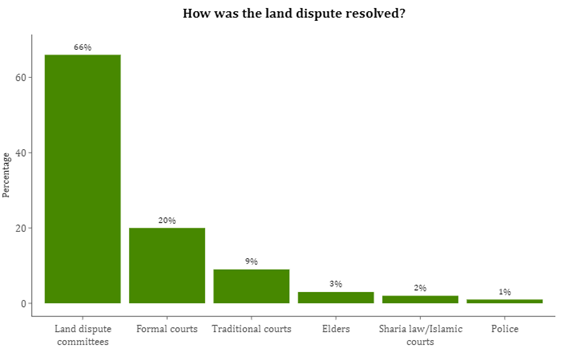 How was the land dispute resolved?
Percentage
60
40
20
0
66%
20%
9%
3%
2%
1%
Land dispute
committees
Formal courts
Traditional courts
Elders
Sharia law/Islamic
courts
Police